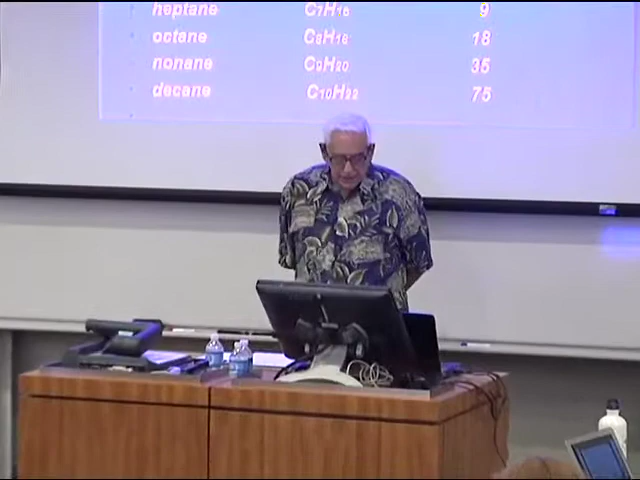 heptane C₇H₁₆ 9
octane C₈H₁₈ 18
nonane C₉H₂₀ 35
decane C₁₀H₂₂ 75